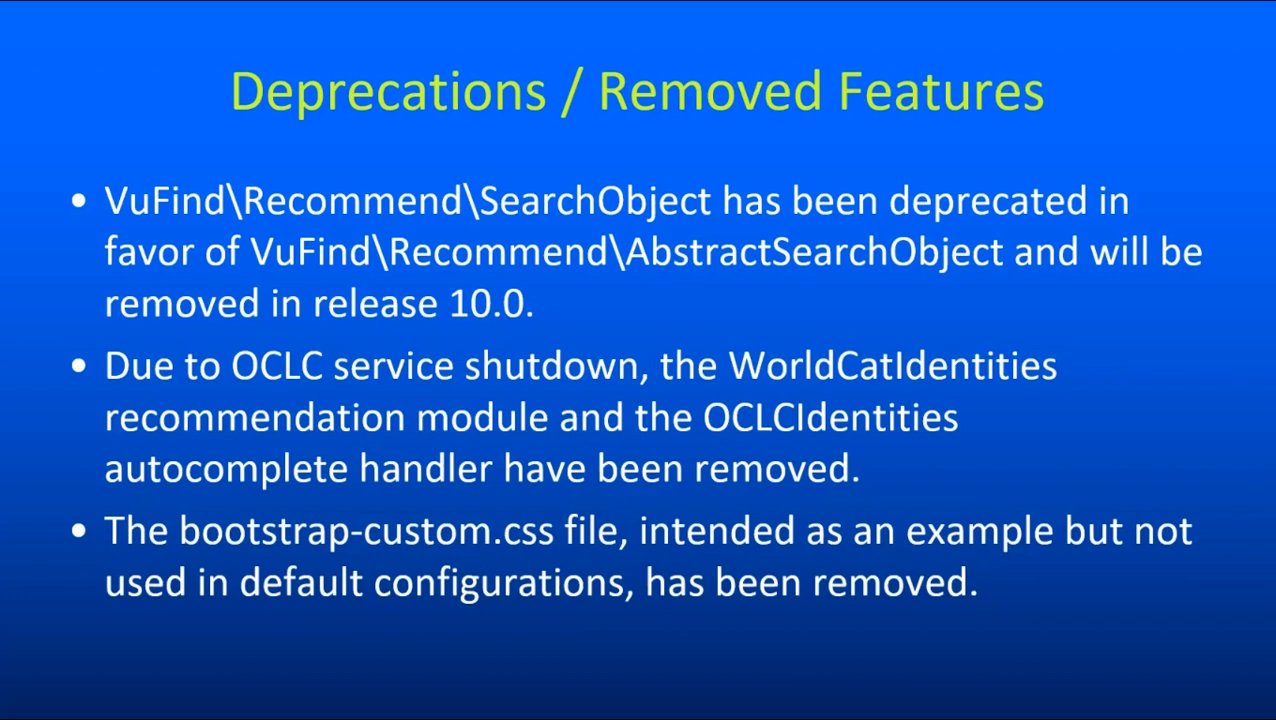 Deprecations / Removed Features
• VuFind\Recommend\SearchObject has been deprecated in
favor of VuFind\Recommend\AbstractSearchObject and will be
removed in release 10.0.
• Due to OCLC service shutdown, the WorldCatIdentities
recommendation module and the OCLCIdentities
autocomplete handler have been removed.
• The bootstrap-custom.css file, intended as an example but not
used in default configurations, has been removed.